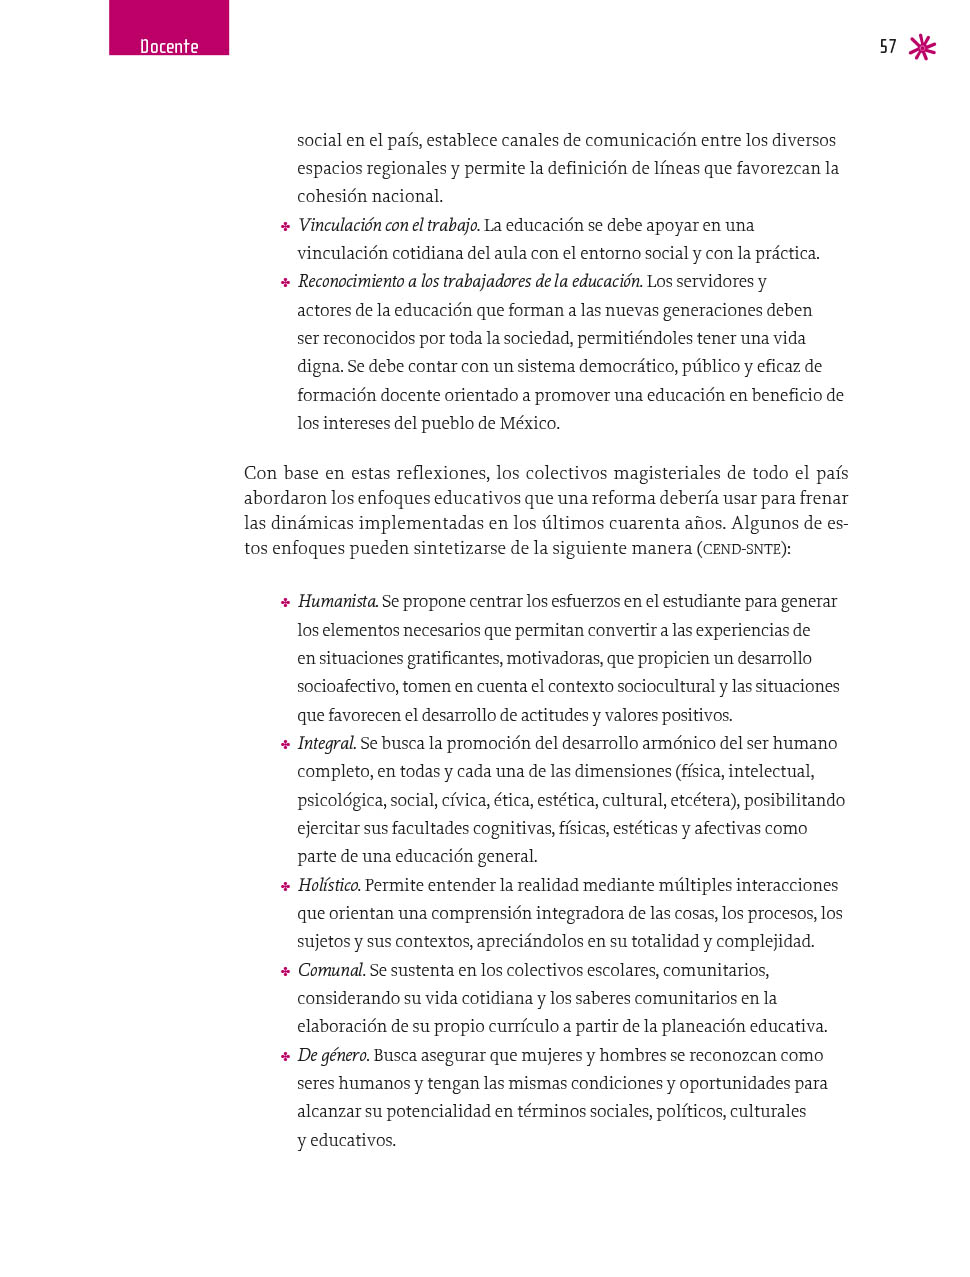 Docente
57
social en el país, establece canales de comunicación entre los diversos
espacios regionales y permite la definición de líneas que favorezcan la
cohesión nacional.
✤ Vinculación con el trabajo. La educación se debe apoyar en una
vinculación cotidiana del aula con el entorno social y con la práctica.
✤ Reconocimiento a los trabajadores de la educación. Los servidores y
actores de la educación que forman a las nuevas generaciones deben
ser reconocidos por toda la sociedad, permitiéndoles tener una vida
digna. Se debe contar con un sistema democrático, público y eficaz de
formación docente orientado a promover una educación en beneficio de
los intereses del pueblo de México.
Con base en estas reflexiones, los colectivos magisteriales de todo el país
abordaron los enfoques educativos que una reforma debería usar para frenar
las dinámicas implementadas en los últimos cuarenta años. Algunos de es-
tos enfoques pueden sintetizarse de la siguiente manera (CEND-SNTE):
✤ Humanista. Se propone centrar los esfuerzos en el estudiante para generar
los elementos necesarios que permitan convertir a las experiencias de
en situaciones gratificantes, motivadoras, que propicien un desarrollo
socioafectivo, tomen en cuenta el contexto sociocultural y las situaciones
que favorecen el desarrollo de actitudes y valores positivos.
✤ Integral. Se busca la promoción del desarrollo armónico del ser humano
completo, en todas y cada una de las dimensiones (física, intelectual,
psicológica, social, cívica, ética, estética, cultural, etcétera), posibilitando
ejercitar sus facultades cognitivas, físicas, estéticas y afectivas como
parte de una educación general.
✤ Holístico. Permite entender la realidad mediante múltiples interacciones
que orientan una comprensión integradora de las cosas, los procesos, los
sujetos y sus contextos, apreciándolos en su totalidad y complejidad.
✤ Comunal. Se sustenta en los colectivos escolares, comunitarios,
considerando su vida cotidiana y los saberes comunitarios en la
elaboración de su propio currículo a partir de la planeación educativa.
✤ De género. Busca asegurar que mujeres y hombres se reconozcan como
seres humanos y tengan las mismas condiciones y oportunidades para
alcanzar su potencialidad en términos sociales, políticos, culturales
y educativos.